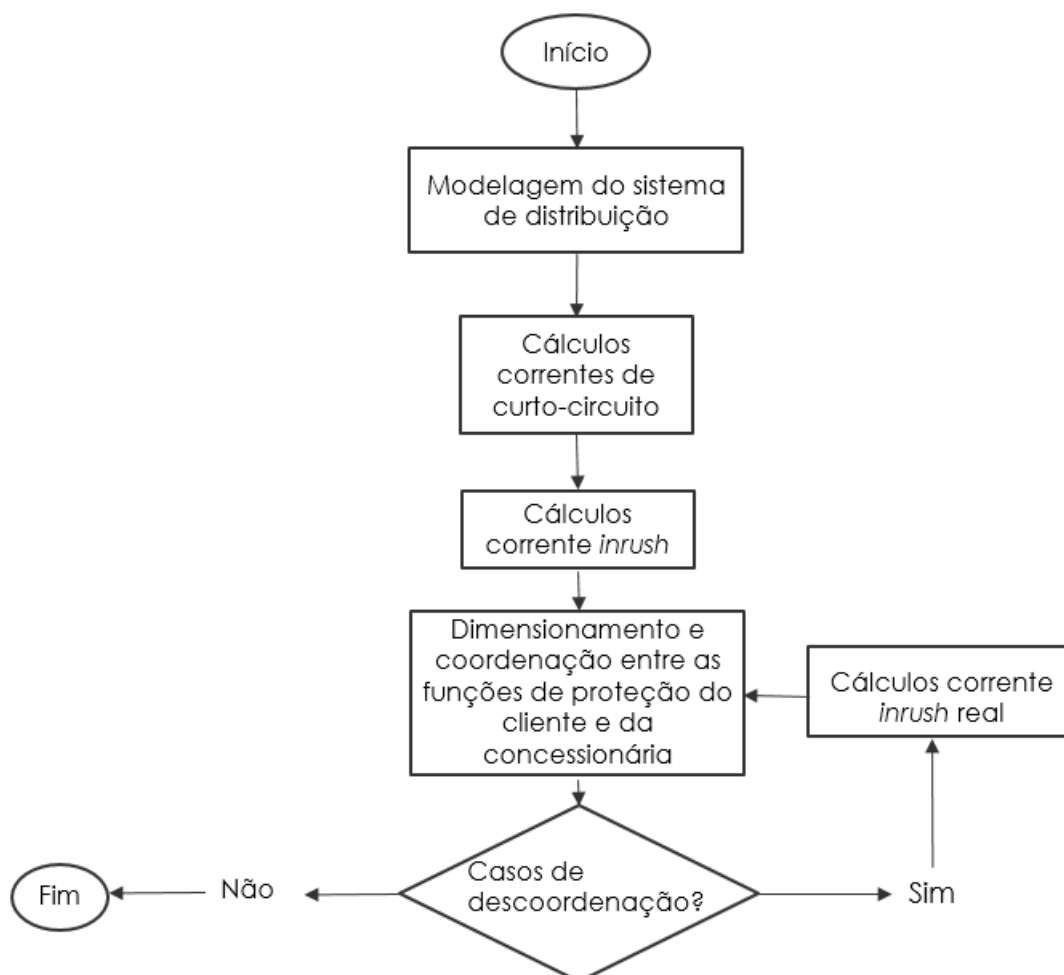 Início
Modelagem do sistema
de distribuição
Cálculos
correntes de
curto-circuito
Cálculos
corrente inrush
Dimensionamento e
coordenação entre as
funções de proteção do
cliente e da
concessionária
Cálculos corrente
inrush real
Casos de
descoordenação?
Não
Fim
Sim